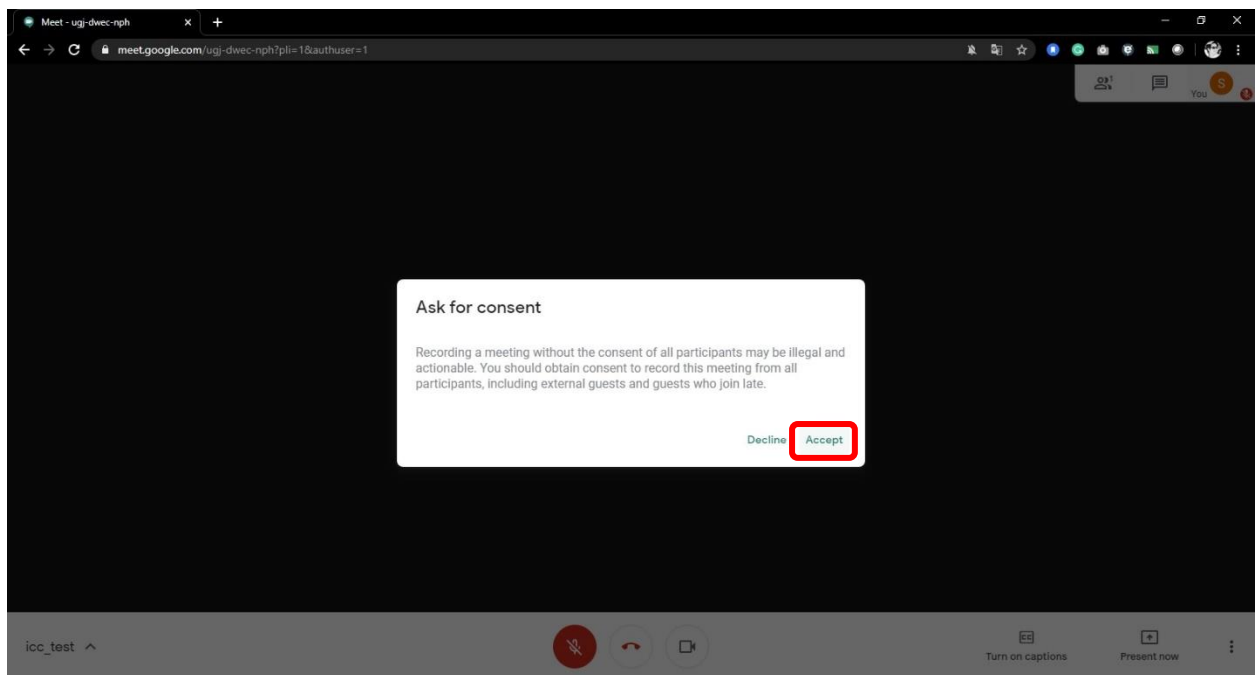 Meet - ugj-dwec-nph
meet.google.com/ugj-dwec-nph?pli=1&authuser=1
1
You S
Ask for consent
Recording a meeting without the consent of all participants may be illegal and
actionable. You should obtain consent to record this meeting from all
participants, including external guests and guests who join late.
Decline Accept
icc_test
CC
Turn on captions Present now